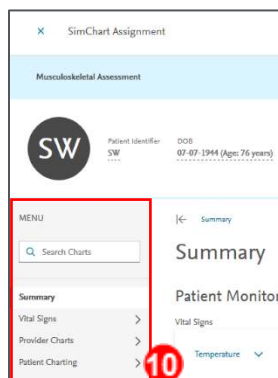 × SimChart Assignment
Musculoskeletal Assessment
SW
Patient Identifier DOB
SW 07-07-1944 (Age: 76 years)
MENU
Search Charts
Summary
Vital Signs
Provider Charts
Patient Charting
10
Summary
Summary
Patient Monitor
Vital Signs
Temperature